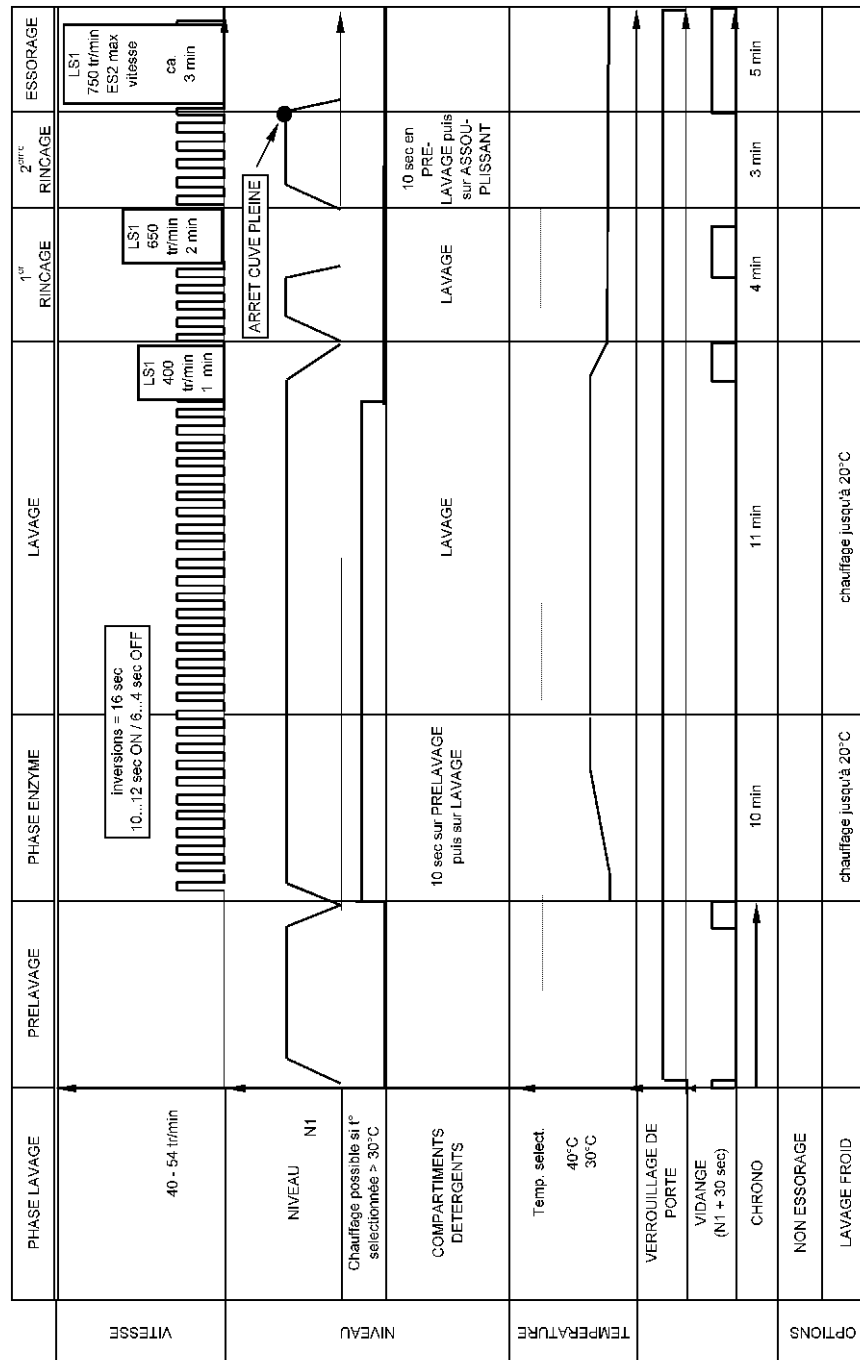 PHASE LAVAGE
PRELAVAGE
PHASE ENZYME
LAVAGE
1er
RINCAGE
2ème
RINCAGE
ESSORAGE
VITESSE
40 - 54 tr/min
inversions = 16 sec
10...12 sec ON / 6...4 sec OFF
LS1
400
tr/min
1 min
LS1
650
tr/min
2 min
LS1
750 tr/min
ES2 max
vitesse
ca.
3 min
NIVEAU
NIVEAU
N1
ARRET CUVE PLEINE
Chauffage possible si t°
selectionnée > 30°C
COMPARTIMENTS
DETERGENTS
10 sec sur PRELAVAGE
puis sur LAVAGE
LAVAGE
LAVAGE
10 sec en
PRE-
LAVAGE puis
sur ASSOU-
PLISSANT
TEMPERATURE
Temp. select.
40°C
30°C
VERROUILLAGE DE
PORTE
VIDANGE
(N1 + 30 sec)
CHRONO
10 min
11 min
4 min
3 min
5 min
OPTIONS
NON ESSORAGE
LAVAGE FROID
chauffage jusqu'à 20°C
chauffage jusqu'à 20°C